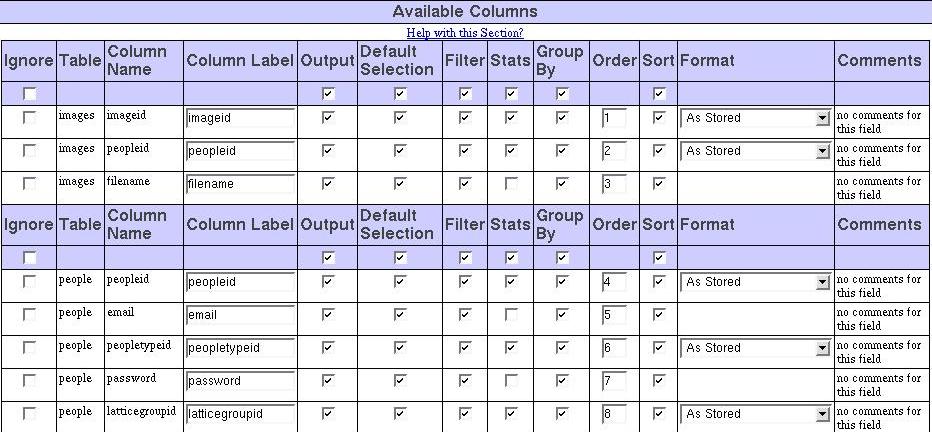 Available Columns
Help with this Section?
Ignore Table Column Name Column Label Output Default Selection Filter Stats Group By Order Sort Format Comments
images imageid imageid 1 As Stored no comments for this field
images peopleid peopleid 2 As Stored no comments for this field
images filename filename 3 no comments for this field
Ignore Table Column Name Column Label Output Default Selection Filter Stats Group By Order Sort Format Comments
people peopleid peopleid 4 As Stored no comments for this field
people email email 5 no comments for this field
people peopletypeid peopletypeid 6 As Stored no comments for this field
people password password 7 no comments for this field
people latticegroupid latticegroupid 8 As Stored no comments for this field